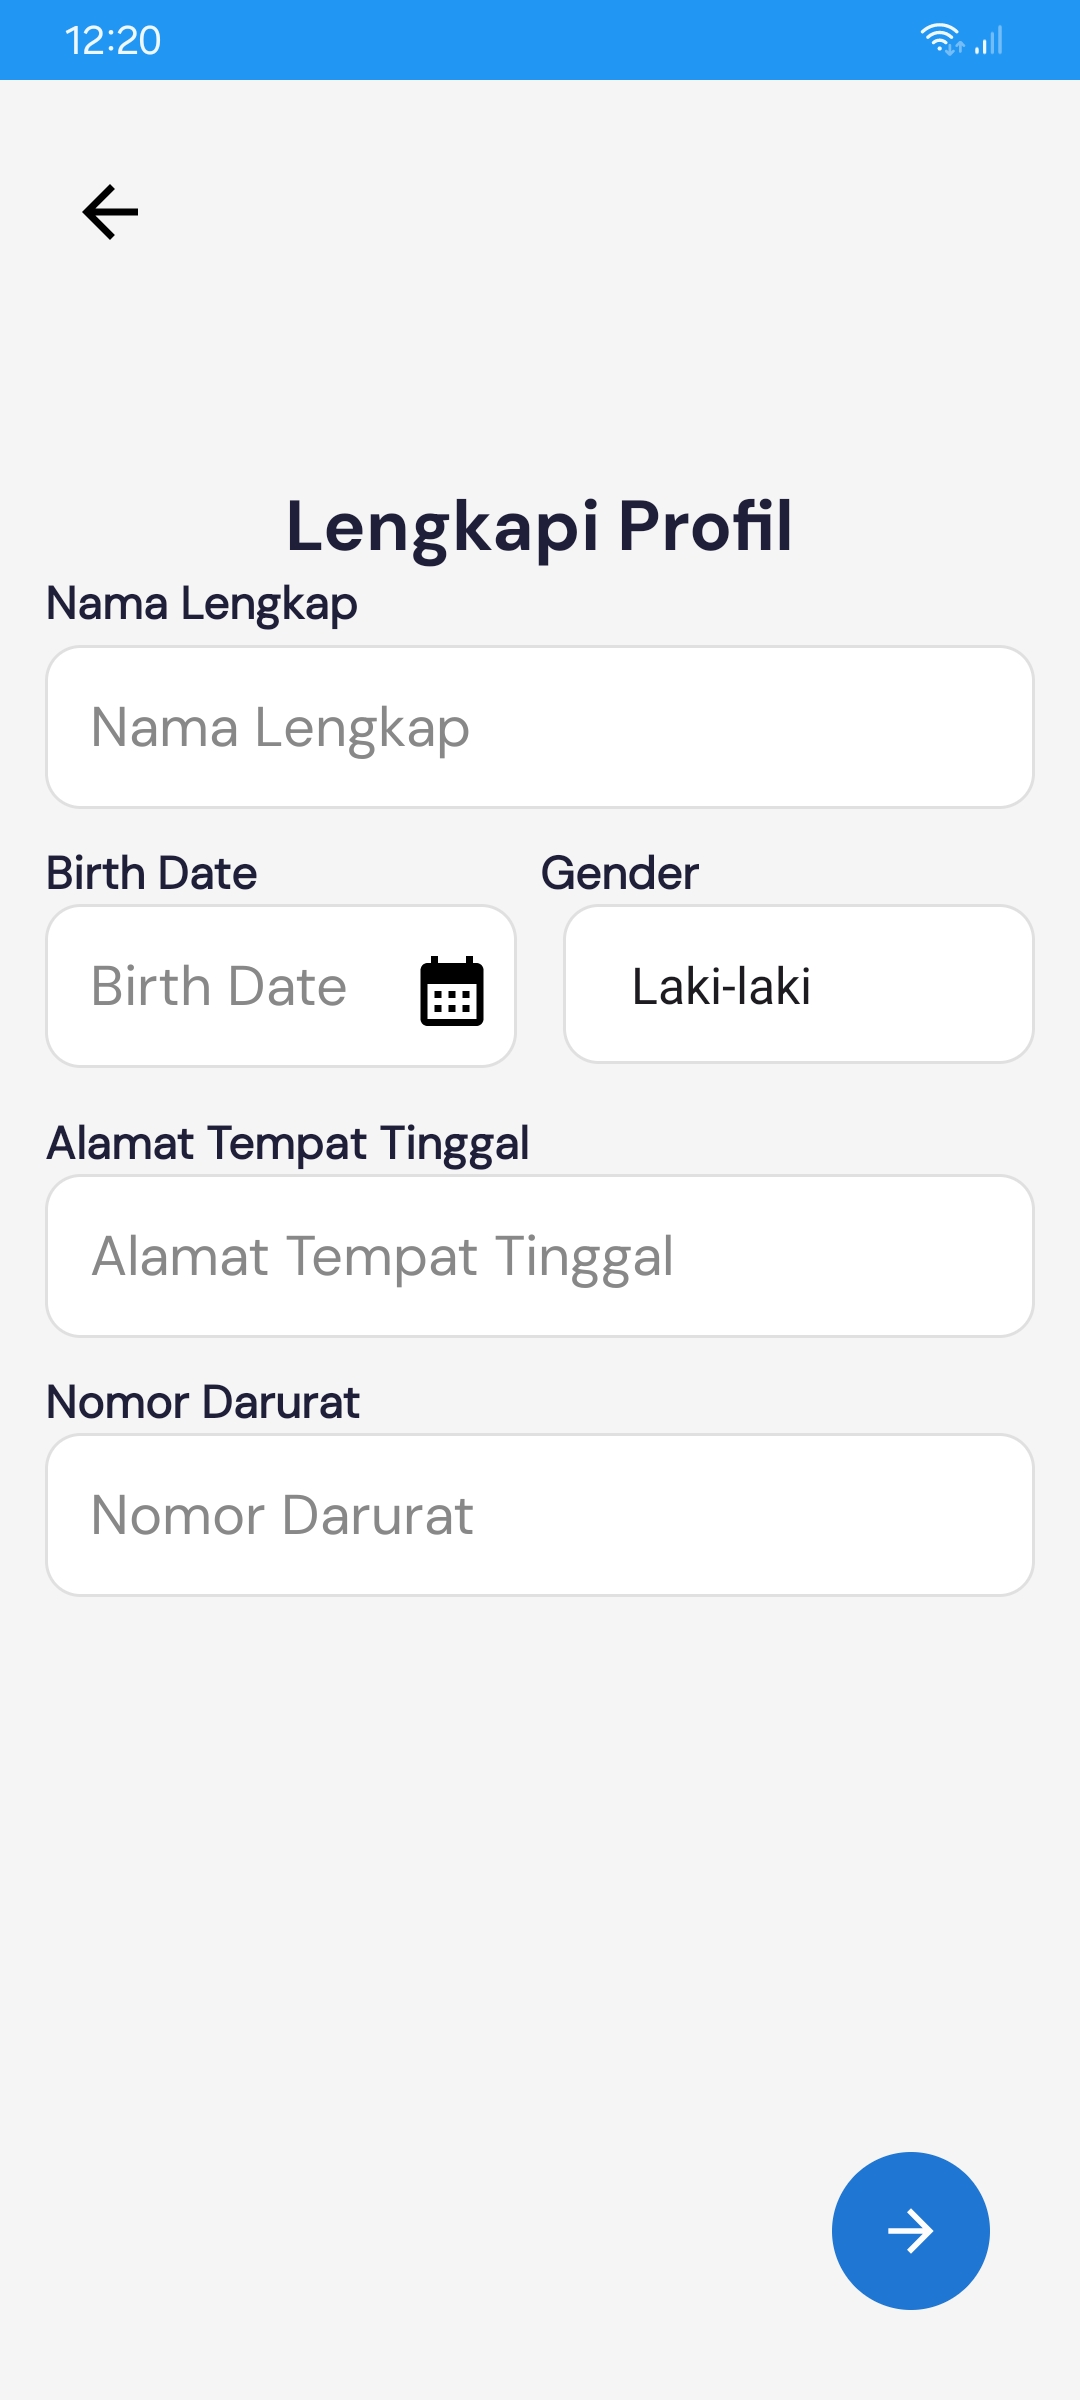 12:20
Lengkapi Profil
Nama Lengkap
Nama Lengkap
Birth Date
Gender
Birth Date
Laki-laki
Alamat Tempat Tinggal
Alamat Tempat Tinggal
Nomor Darurat
Nomor Darurat